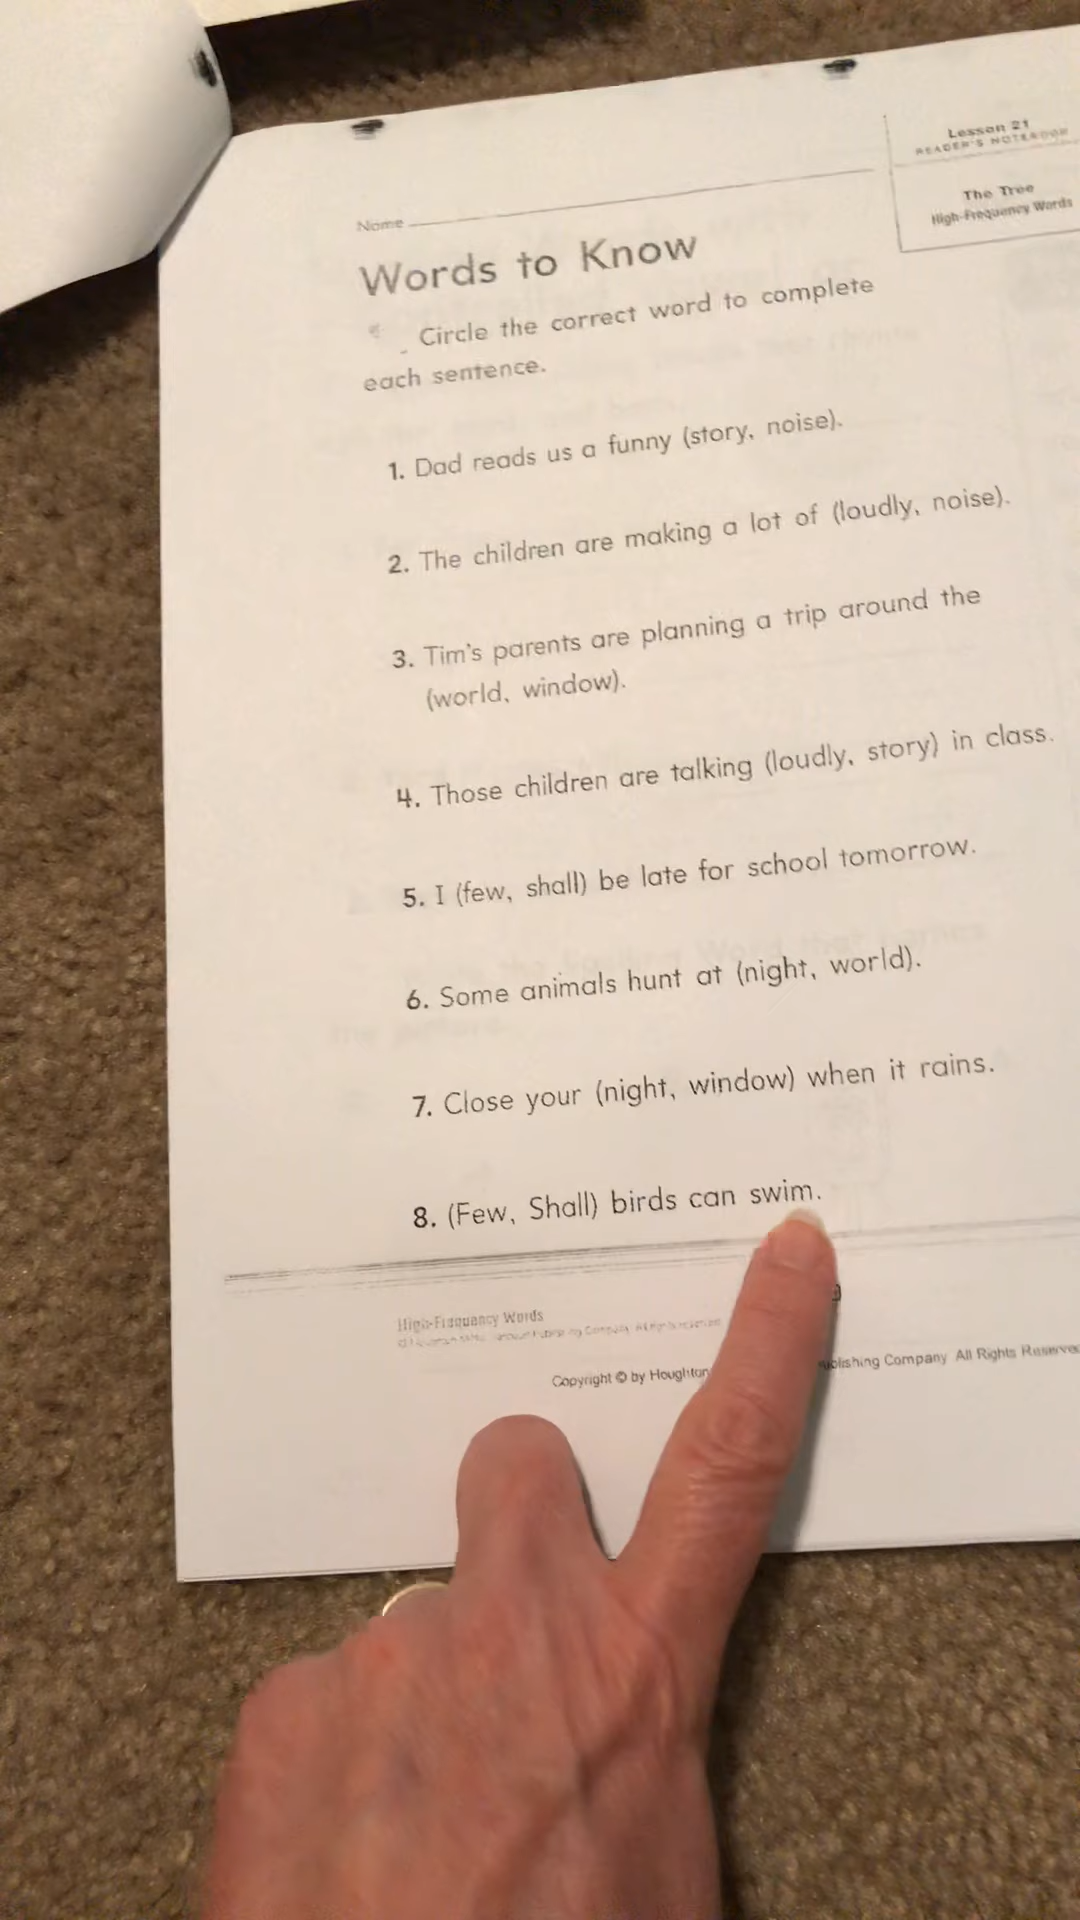 Lesson 21
READER'S NOTEBOOK
The Tree
High-Frequency Words
Name
Words to Know
Circle the correct word to complete
each sentence.
1. Dad reads us a funny (story, noise).
2. The children are making a lot of (loudly, noise).
3. Tim's parents are planning a trip around the
(world, window).
4. Those children are talking (loudly, story) in class.
5. I (few, shall) be late for school tomorrow.
6. Some animals hunt at (night, world).
7. Close your (night, window) when it rains.
8. (Few, Shall) birds can swim.
High-Frequency Words
Copyright © by Houghton
Publishing Company All Rights Reserved